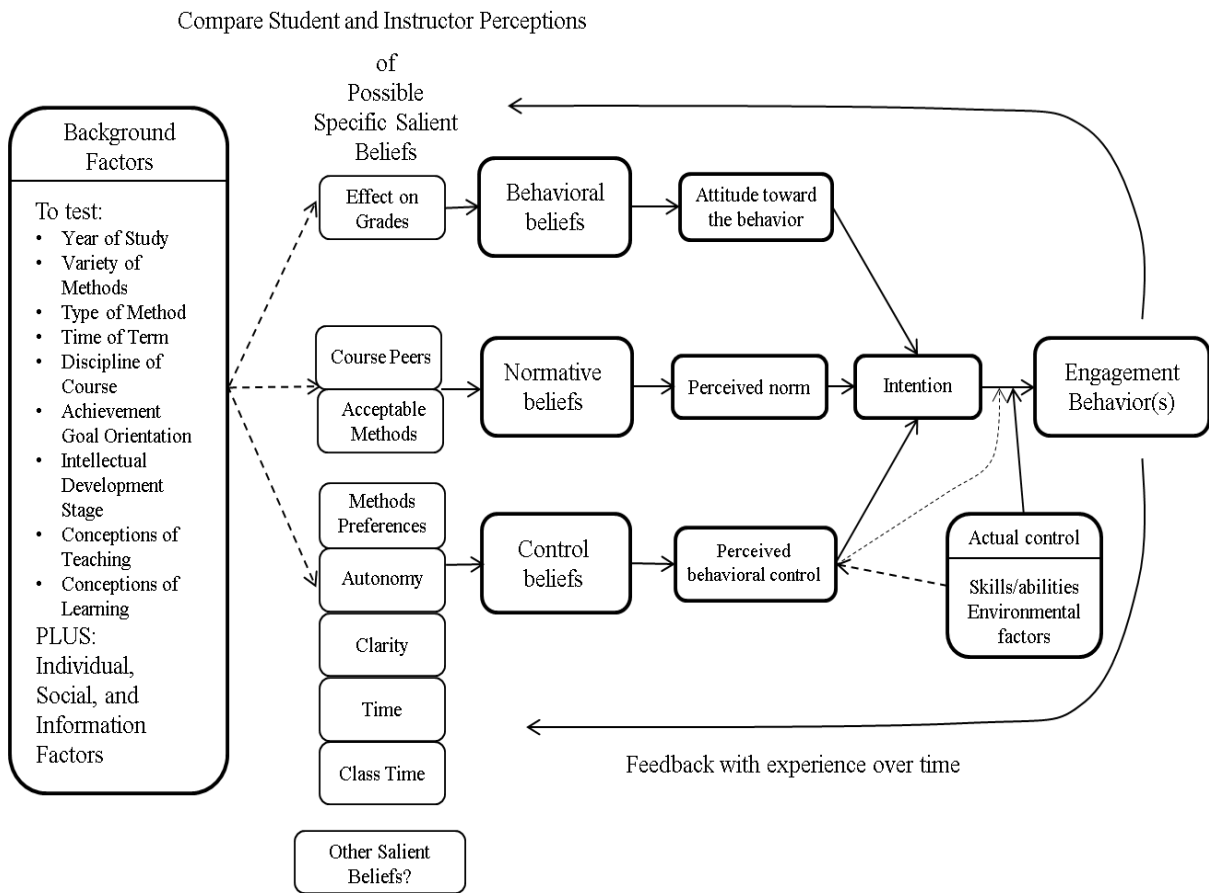 Compare Student and Instructor Perceptions
of
Possible
Specific Salient
Beliefs
Background
Factors
To test:
• Year of Study
• Variety of
Methods
• Type of Method
• Time of Term
• Discipline of
Course
• Achievement
Goal Orientation
• Intellectual
Development
Stage
• Conceptions of
Teaching
• Conceptions of
Learning
PLUS:
Individual,
Social, and
Information
Factors
Effect on
Grades
Behavioral
beliefs
Attitude toward
the behavior
Course Peers
Acceptable
Methods
Normative
beliefs
Perceived norm
Intention
Engagement
Behavior(s)
Methods
Preferences
Autonomy
Clarity
Time
Class Time
Control
beliefs
Perceived
behavioral control
Actual control
Skills/abilities
Environmental
factors
Feedback with experience over time
Other Salient
Beliefs?